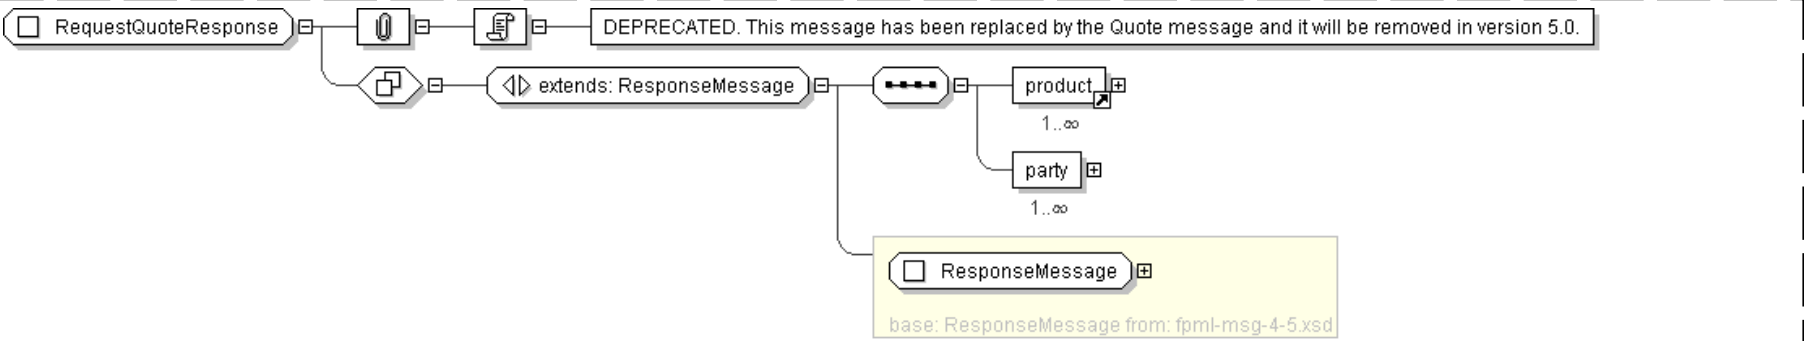 RequestQuoteResponse
DEPRECATED. This message has been replaced by the Quote message and it will be removed in version 5.0.
extends: ResponseMessage
product
1..∞
party
1..∞
ResponseMessage
base: ResponseMessage from: fpml-msg-4-5.xsd